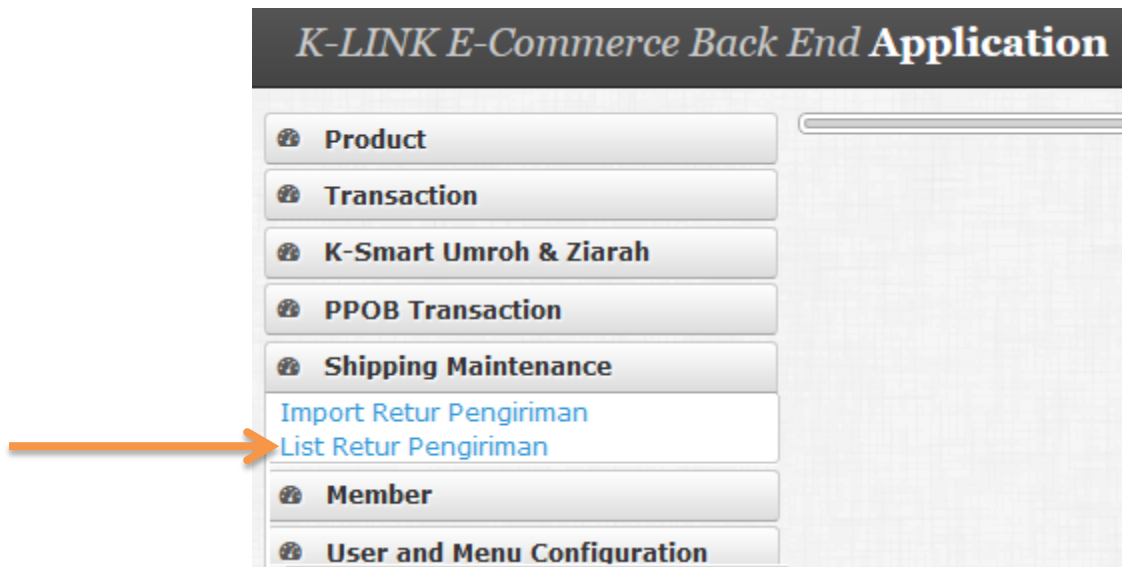 K-LINK E-Commerce Back End Application
Product
Transaction
K-Smart Umroh & Ziarah
PPOB Transaction
Shipping Maintenance
Import Retur Pengiriman
List Retur Pengiriman
Member
User and Menu Configuration